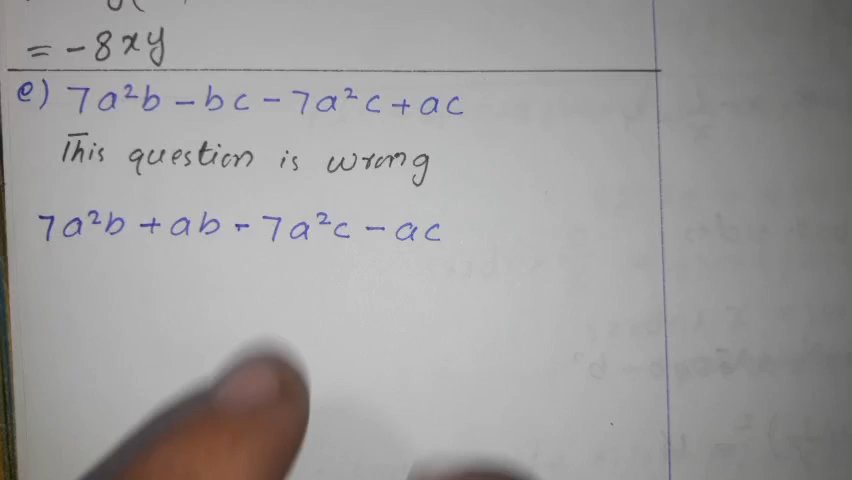 = -8xy
e) 7a²b - bc - 7a²c + ac
This question is wrong
7a²b + ab - 7a²c - ac